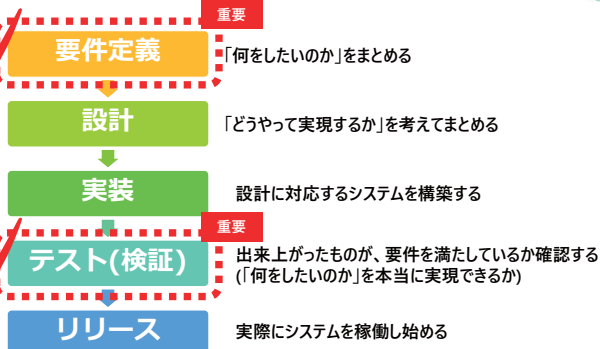 重要
要件定義
「何をしたいのか」をまとめる
設計
「どうやって実現するか」を考えてまとめる
実装
設計に対応するシステムを構築する
重要
テスト(検証)
出来上がったものが、要件を満たしているか確認する
(「何をしたいのか」を本当に実現できるか)
リリース
実際にシステムを稼働し始める